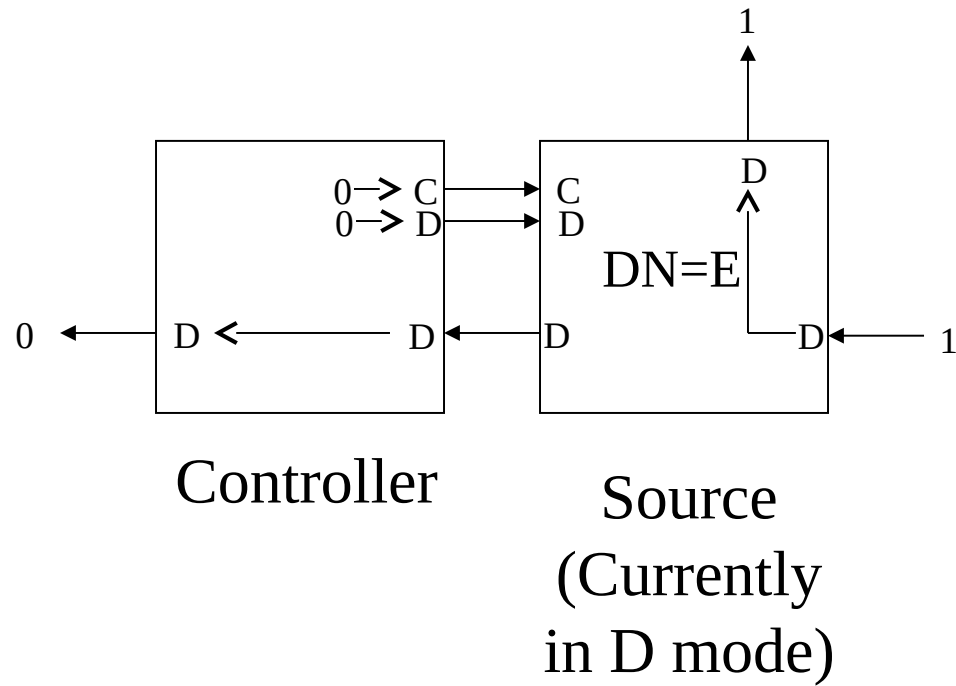 1
D
0 C C
0 D D
DN=E
0 D D D D 1
Controller
Source
(Currently
in D mode)